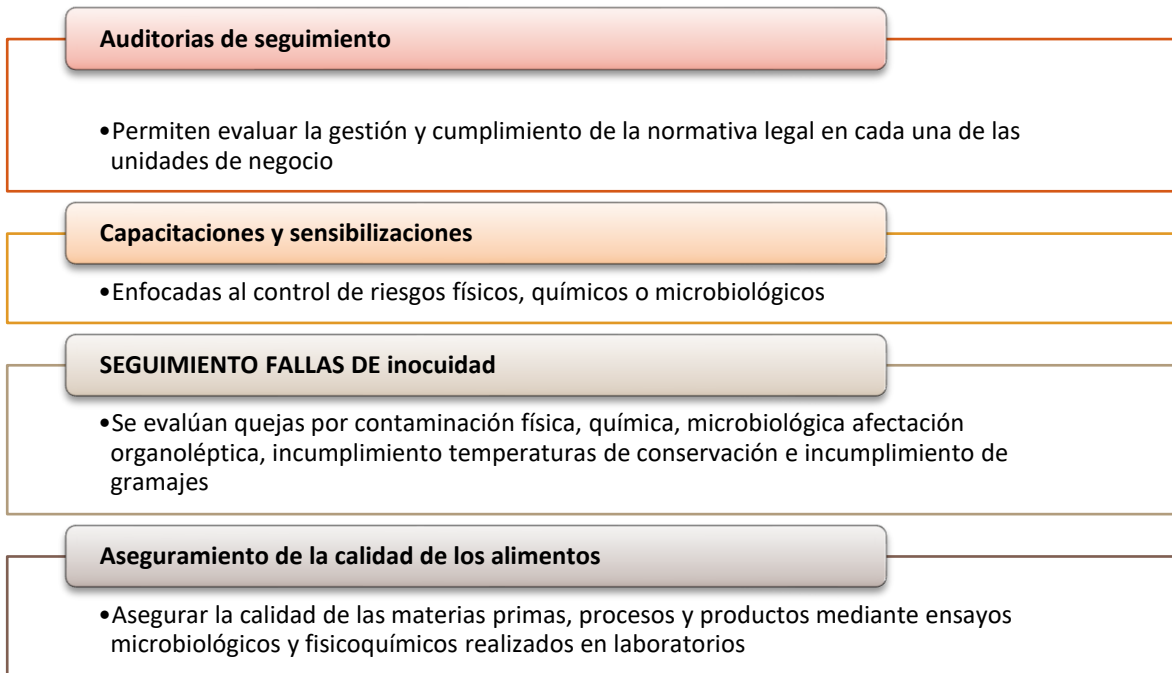 Auditorias de seguimiento
•Permiten evaluar la gestión y cumplimiento de la normativa legal en cada una de las
unidades de negocio
Capacitaciones y sensibilizaciones
•Enfocadas al control de riesgos físicos, químicos o microbiológicos
SEGUIMIENTO FALLAS DE inocuidad
•Se evalúan quejas por contaminación física, química, microbiológica afectación
organoléptica, incumplimiento temperaturas de conservación e incumplimiento de
gramajes
Aseguramiento de la calidad de los alimentos
•Asegurar la calidad de las materias primas, procesos y productos mediante ensayos
microbiológicos y fisicoquímicos realizados en laboratorios